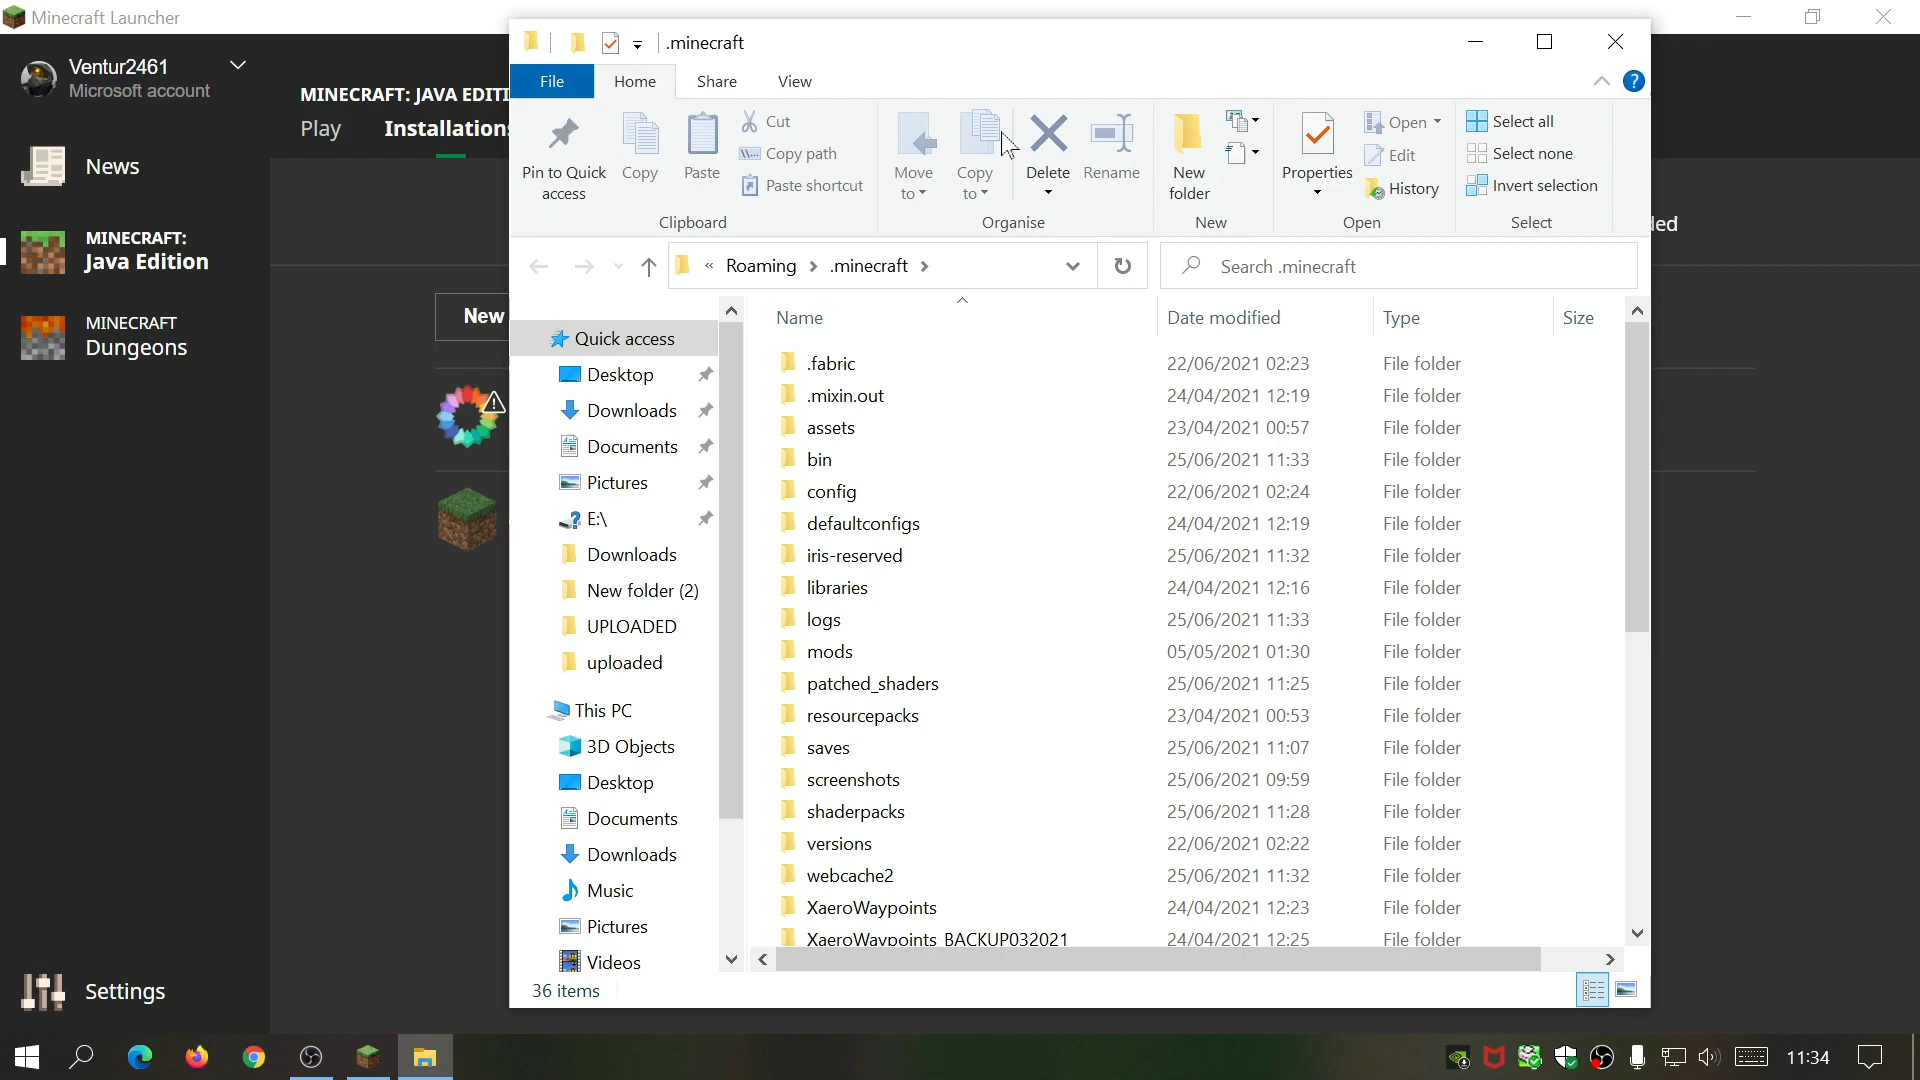 Minecraft Launcher
Ventur2461
Microsoft account
News
MINECRAFT:
Java Edition
MINECRAFT
Dungeons
Settings
MINECRAFT: JAVA EDITI
Play Installations
New
ded
.minecraft
File Home Share View
Pin to Quick access
Copy
Paste
Cut
Copy path
Paste shortcut
Clipboard
Move to
Copy to
Delete
Rename
Organise
New folder
New
Properties
Open
Edit
History
Open
Select all
Select none
Invert selection
Select
« Roaming > .minecraft >
Search .minecraft
Quick access
Desktop
Downloads
Documents
Pictures
E:\
Downloads
New folder (2)
UPLOADED
uploaded
This PC
3D Objects
Desktop
Documents
Downloads
Music
Pictures
Videos
Name Date modified Type Size
.fabric 22/06/2021 02:23 File folder
.mixin.out 24/04/2021 12:19 File folder
assets 23/04/2021 00:57 File folder
bin 25/06/2021 11:33 File folder
config 22/06/2021 02:24 File folder
defaultconfigs 24/04/2021 12:19 File folder
iris-reserved 25/06/2021 11:32 File folder
libraries 24/04/2021 12:16 File folder
logs 25/06/2021 11:33 File folder
mods 05/05/2021 01:30 File folder
patched_shaders 25/06/2021 11:25 File folder
resourcepacks 23/04/2021 00:53 File folder
saves 25/06/2021 11:07 File folder
screenshots 25/06/2021 09:59 File folder
shaderpacks 25/06/2021 11:28 File folder
versions 22/06/2021 02:22 File folder
webcache2 25/06/2021 11:32 File folder
XaeroWaypoints 24/04/2021 12:23 File folder
XaeroWaypoints_BACKUP032021 24/04/2021 12:25 File folder
36 items
11:34